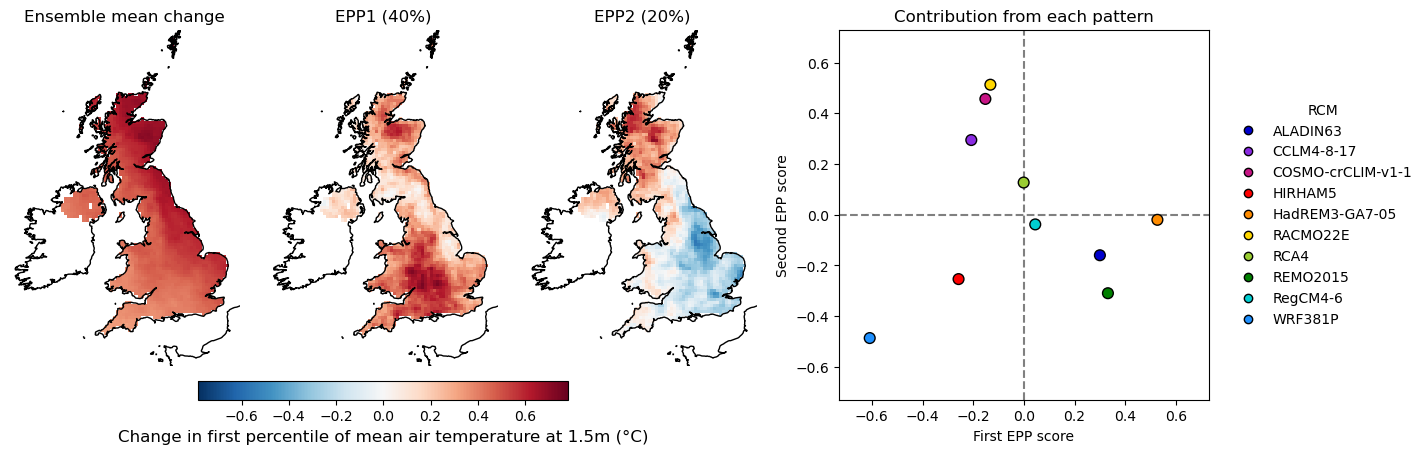 Ensemble mean change
EPP1 (40%)
EPP2 (20%)
−0.6 −0.4 −0.2 0.0 0.2 0.4 0.6
Change in first percentile of mean air temperature at 1.5m (°C)
Contribution from each pattern
Second EPP score
0.6
0.4
0.2
0.0
−0.2
−0.4
−0.6
−0.6 −0.4 −0.2 0.0 0.2 0.4 0.6
First EPP score
RCM
ALADIN63
CCLM4-8-17
COSMO-crCLIM-v1-1
HIRHAM5
HadREM3-GA7-05
RACMO22E
RCA4
REMO2015
RegCM4-6
WRF381P